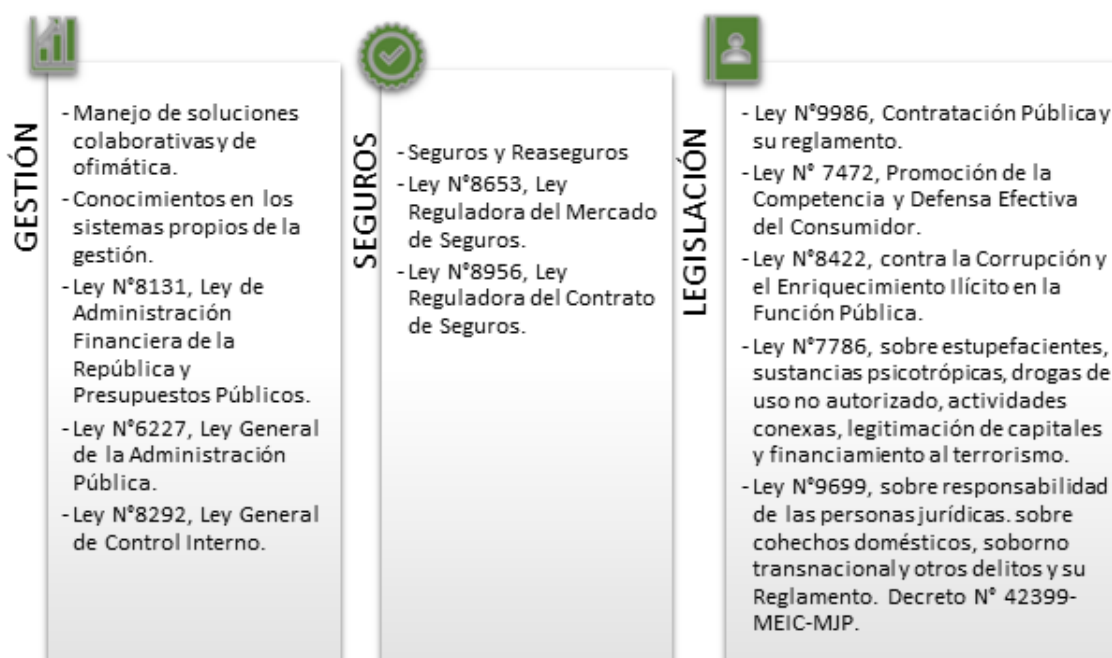 GESTIÓN
- Manejo de soluciones
colaborativas y de
ofimática.
- Conocimientos en los
sistemas propios de la
gestión.
- Ley N°8131, Ley de
Administración
Financiera de la
República y
Presupuestos Públicos.
- Ley N°6227, Ley General
de la Administración
Pública.
- Ley N°8292, Ley General
de Control Interno.
SEGUROS
- Seguros y Reaseguros
- Ley N°8653, Ley
Reguladora del Mercado
de Seguros.
- Ley N°8956, Ley
Reguladora del Contrato
de Seguros.
LEGISLACIÓN
- Ley N°9986, Contratación Pública y
su reglamento.
- Ley N° 7472, Promoción de la
Competencia y Defensa Efectiva
del Consumidor.
- Ley N°8422, contra la Corrupción y
el Enriquecimiento Ilícito en la
Función Pública.
- Ley N°7786, sobre estupefacientes,
sustancias psicotrópicas, drogas de
uso no autorizado, actividades
conexas, legitimación de capitales
y financiamiento al terrorismo.
- Ley N°9699, sobre responsabilidad
de las personas jurídicas. sobre
cohechos domésticos, soborno
transnacional y otros delitos y su
Reglamento. Decreto N° 42399-
MEIC-MJP.